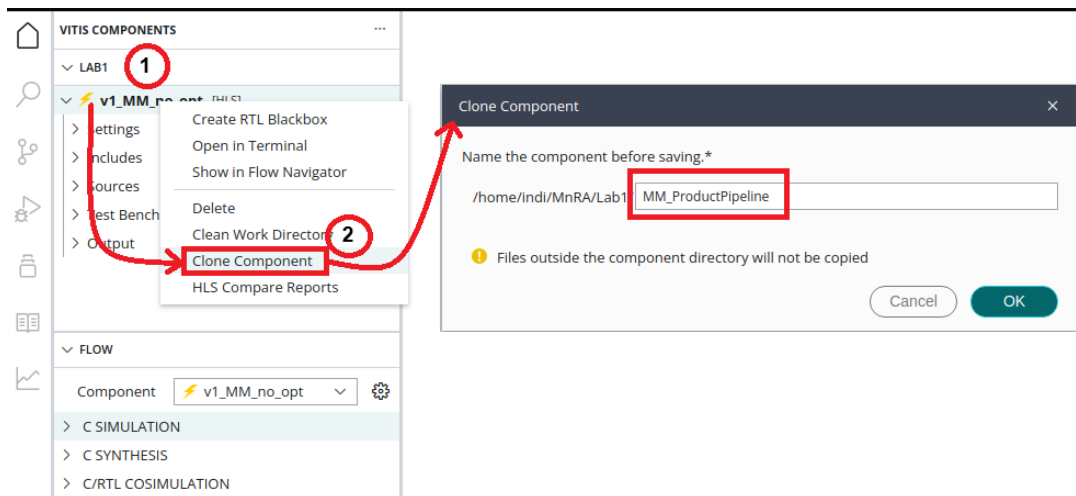 VITIS COMPONENTS ...
LAB1
1
v1_MM_no_opt [HLS]
Settings
Includes
Sources
Test Bench
Output
Create RTL Blackbox
Open in Terminal
Show in Flow Navigator
Delete
Clean Work Directory
2
Clone Component
HLS Compare Reports
FLOW
Component v1_MM_no_opt
C SIMULATION
C SYNTHESIS
C/RTL COSIMULATION
Clone Component
Name the component before saving.*
/home/indi/MnRA/Lab1/ MM_ProductPipeline
Files outside the component directory will not be copied
Cancel OK